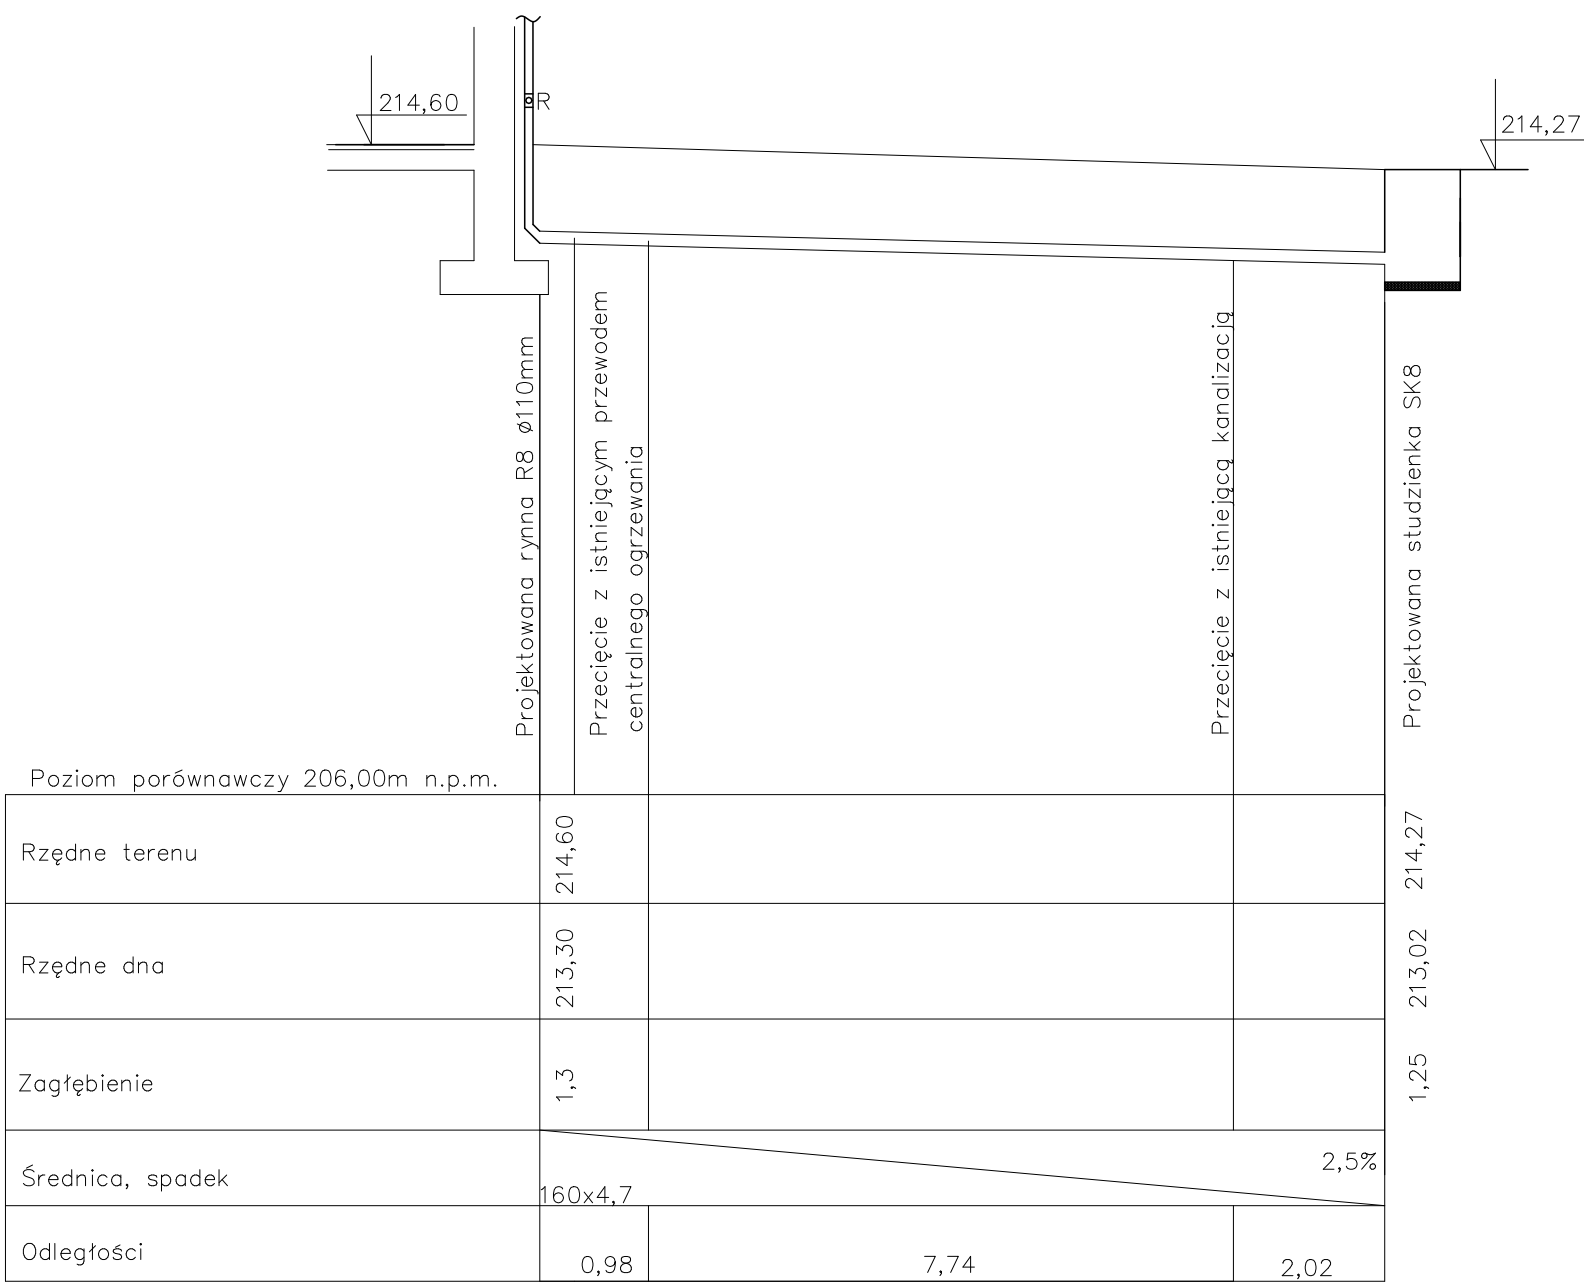 214,60
R
214,27
Projektowana rynna R8 ø110mm
Przecięcie z istniejącym przewodem
centralnego ogrzewania
Przecięcie z istniejącą kanalizacją
Projektowana studzienka SK8
Poziom porównawczy 206,00m n.p.m.
Rzędne terenu
214,60
214,27
Rzędne dna
213,30
213,02
Zagłębienie
1,3
1,25
Średnica, spadek
160x4,7
2,5%
Odległości
0,98
7,74
2,02